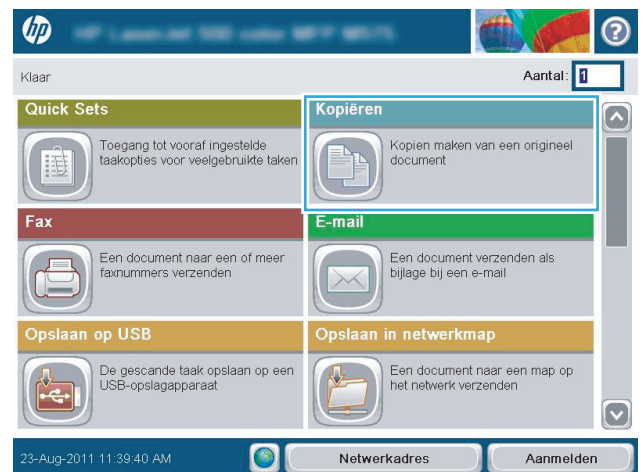 hp
Klaar
Aantal: 1
Quick Sets
Toegang tot vooraf ingestelde
taakopties voor veelgebruikte taken
Kopiëren
Kopien maken van een origineel
document
Fax
Een document naar een of meer
faxnummers verzenden
E-mail
Een document verzenden als
bijlage bij een e-mail
Opslaan op USB
De gescande taak opslaan op een
USB-opslagapparaat
Opslaan in netwerkmap
Een document naar een map op
het netwerk verzenden
23-Aug-2011 11:39:40 AM
Netwerkadres
Aanmelden